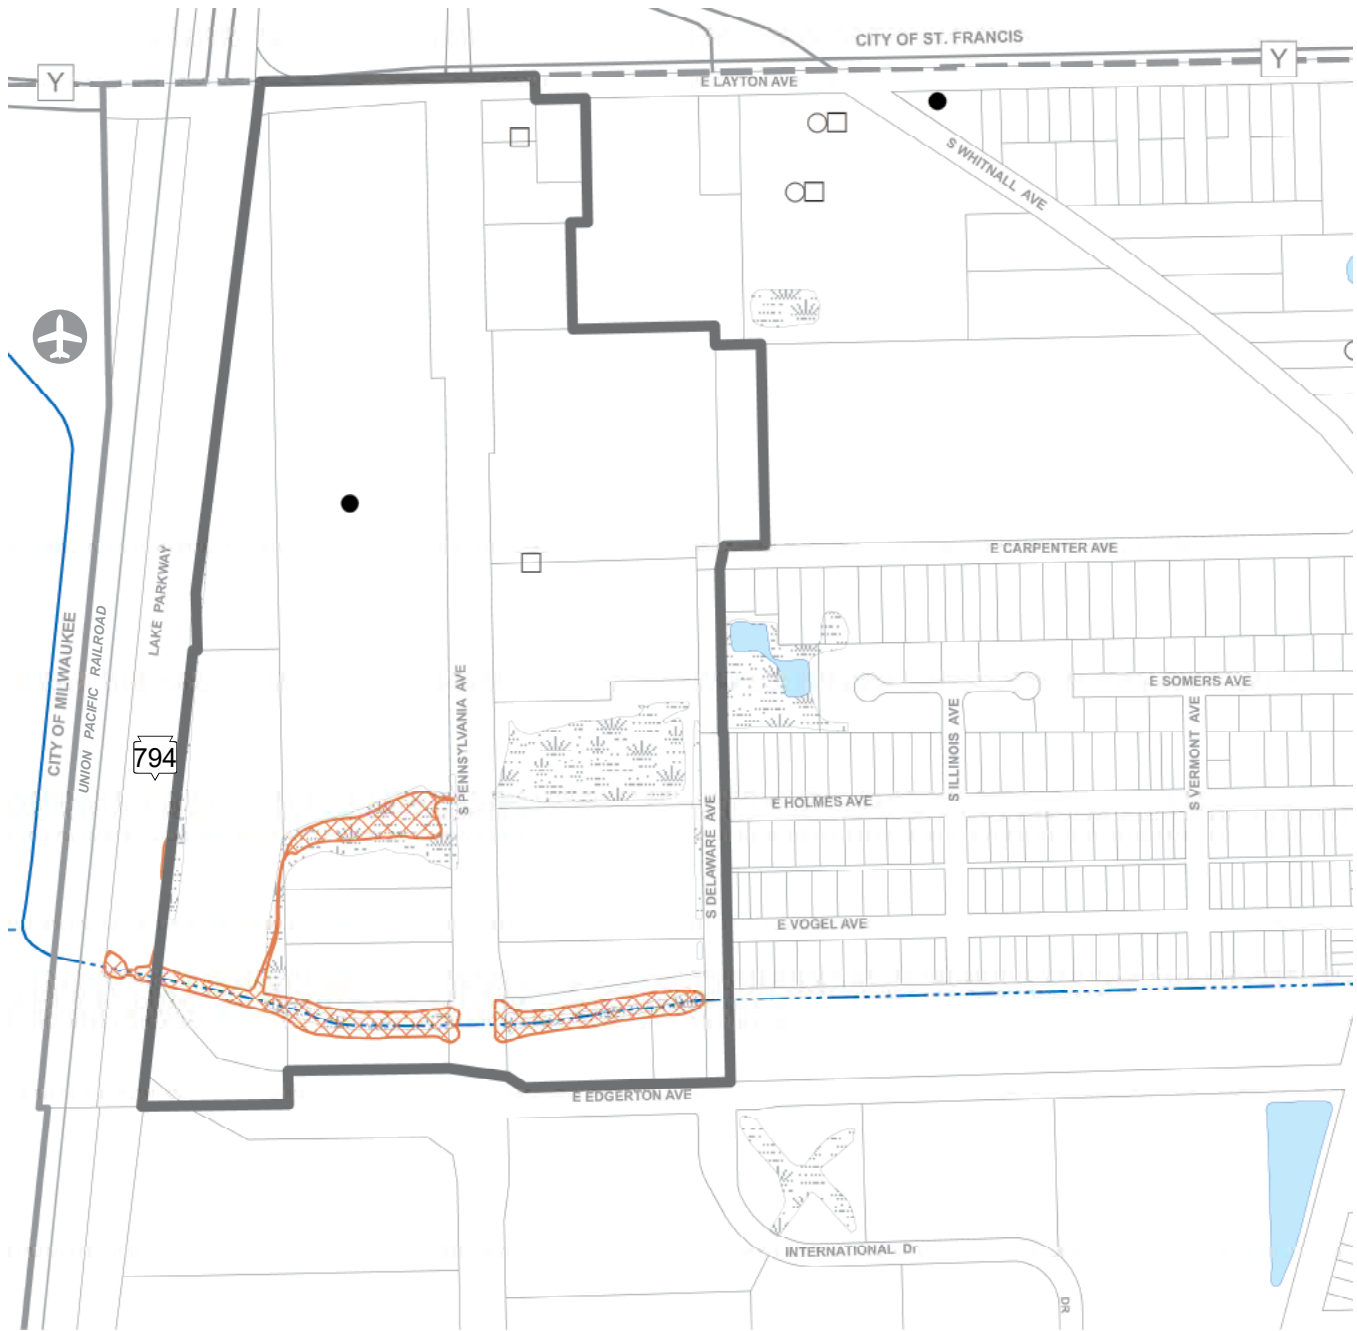 CITY OF ST. FRANCIS
Y
Y
E LAYTON AVE
S WHITNALL AVE
E CARPENTER AVE
LAKE PARKWAY
CITY OF MILWAUKEE
UNION PACIFIC RAILROAD
S PENNSYLVANIA AVE
E SOMERS AVE
S ILLINOIS AVE
S VERMONT AVE
794
E HOLMES AVE
S DELAWARE AVE
E VOGEL AVE
E EDGERTON AVE
INTERNATIONAL Dr
DR